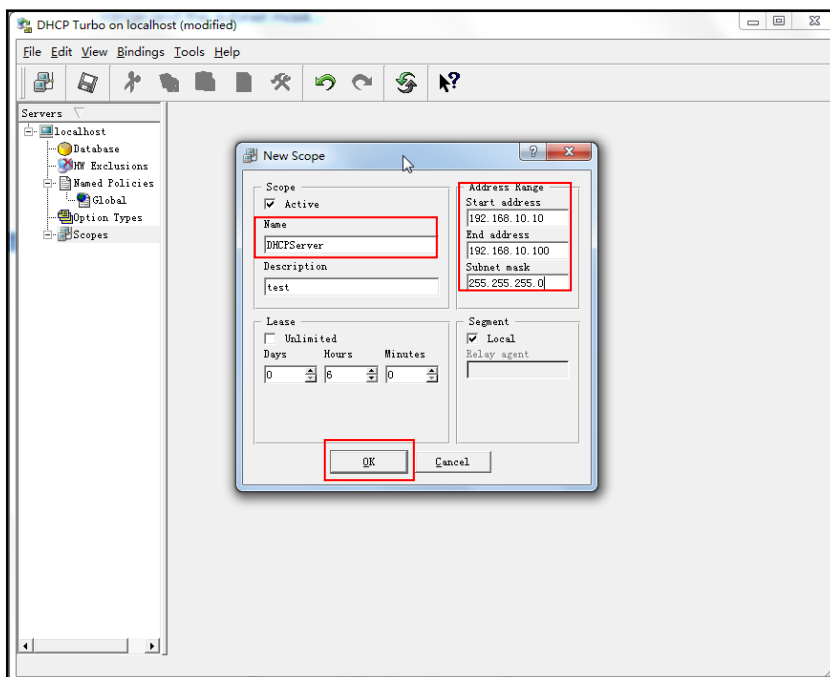 DHCP Turbo on localhost (modified)
File Edit View Bindings Tools Help
Servers
localhost
Database
HW Exclusions
Named Policies
Global
Option Types
Scopes
New Scope
Scope
Active
Name
DHCPServer
Description
test
Address Range
Start address
192.168.10.10
End address
192.168.10.100
Subnet mask
255.255.255.0
Lease
Unlimited
Days Hours Minutes
0 6 0
Segment
Local
Relay agent
OK Cancel